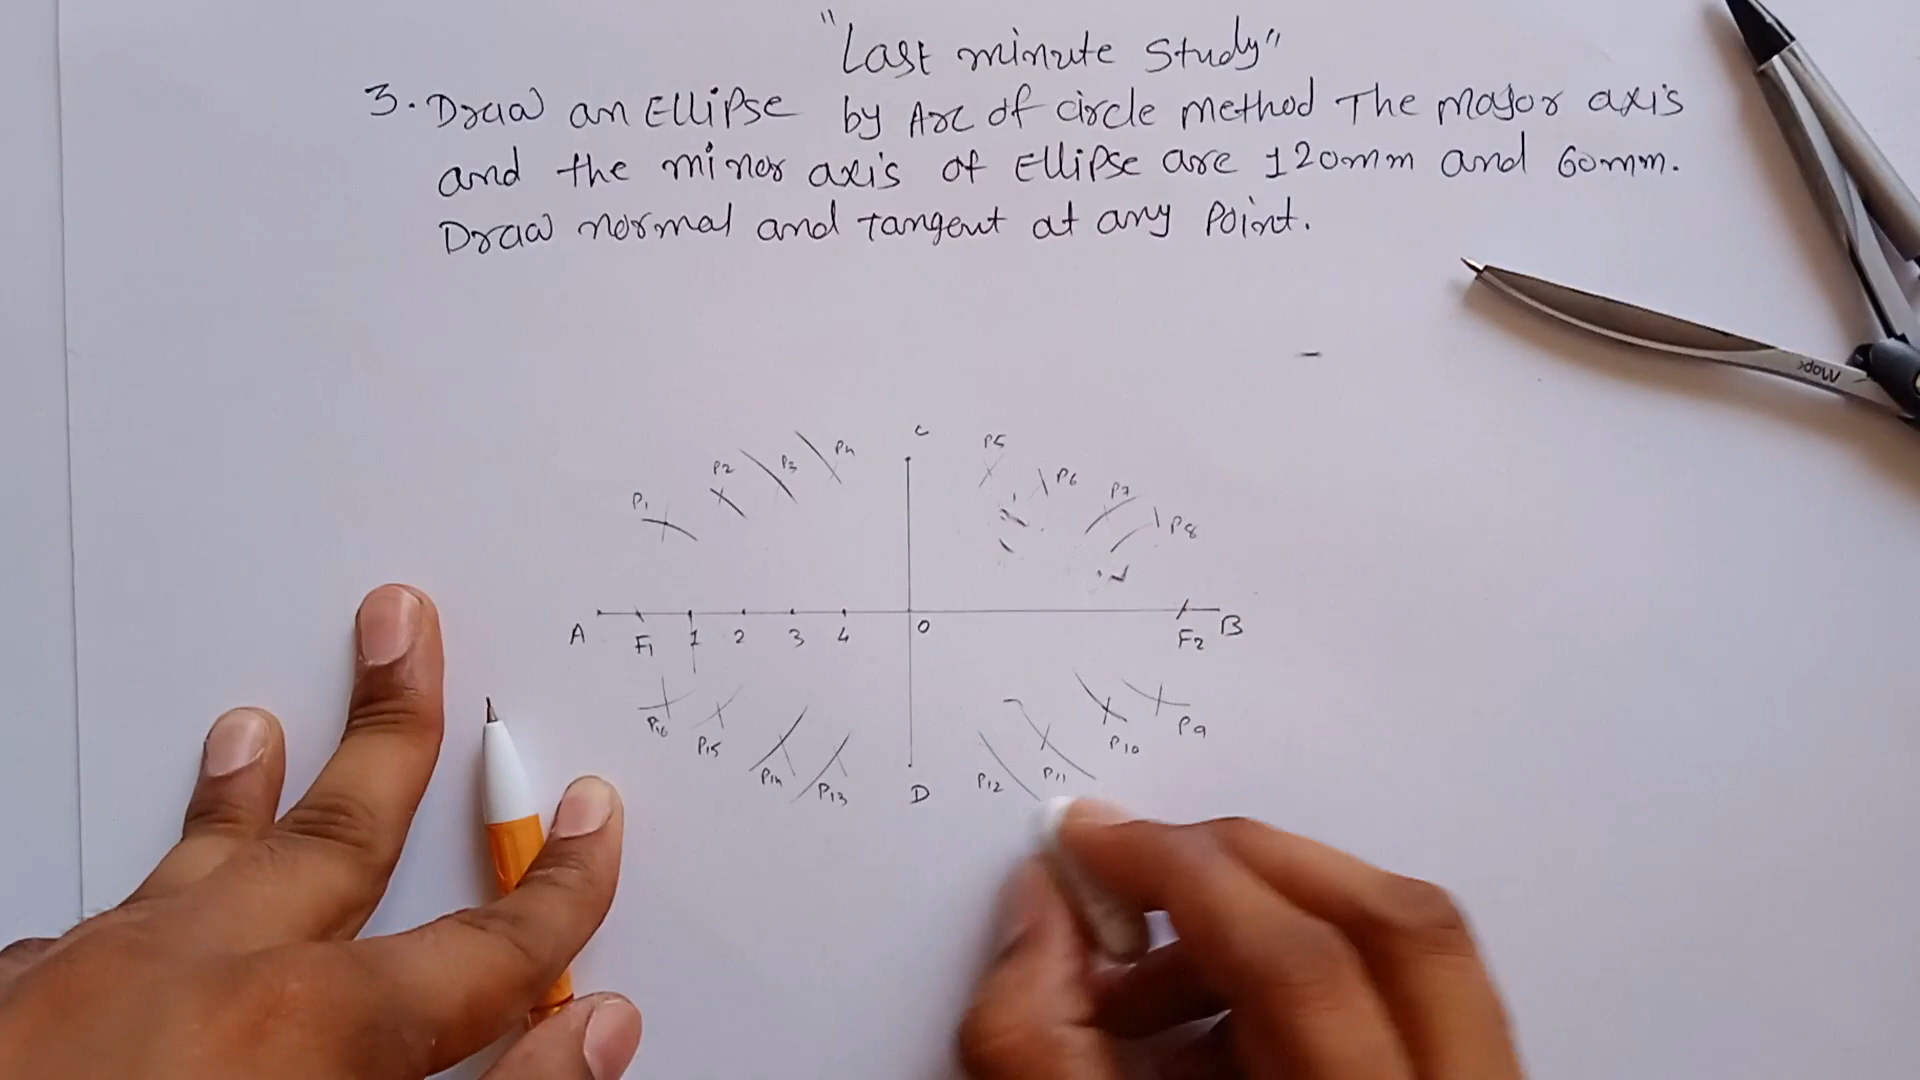 "Last minute Study"
3. Draw an Ellipse by Arc of circle method The major axis
and the minor axis of Ellipse are 120mm and 60mm.
Draw normal and Tangent at any Point.
Mapc
C
P1 P2 P3 P4 P5 P6 P7 P8
A F1 1 2 3 4 O F2 B
P16 P15 P14 P13 D P12 P11 P10 P9